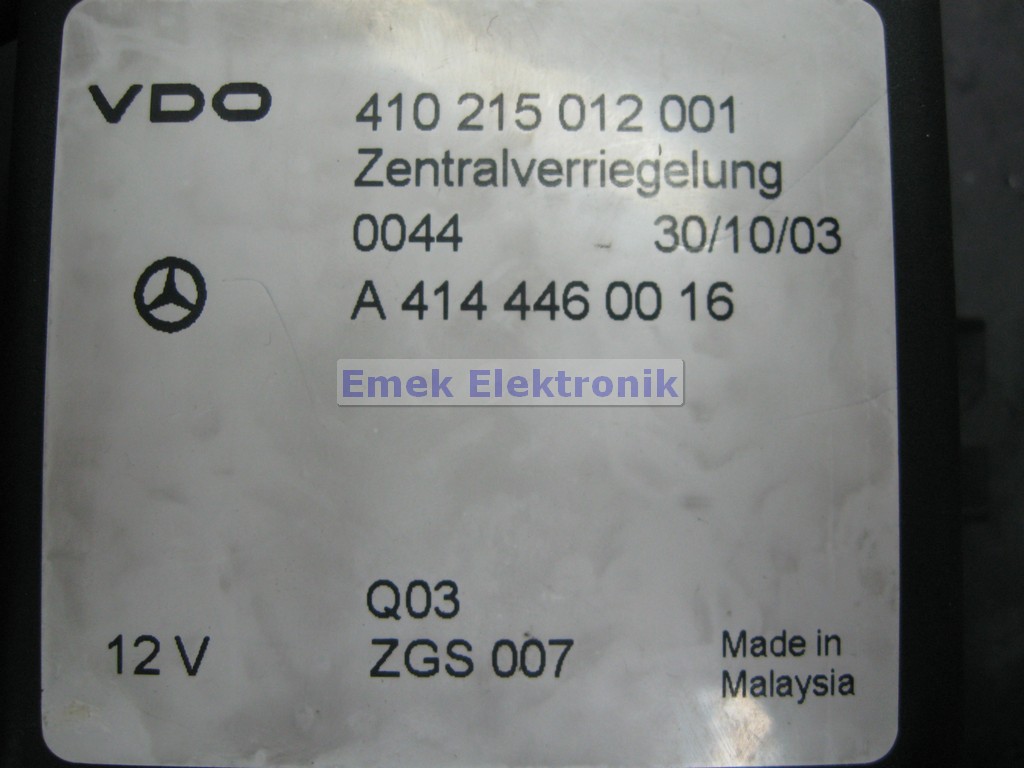 VDO 410 215 012 001
Zentralverriegelung
0044 30/10/03
A 414 446 00 16
Emek Elektronik
Q03
12 V ZGS 007
Made in
Malaysia